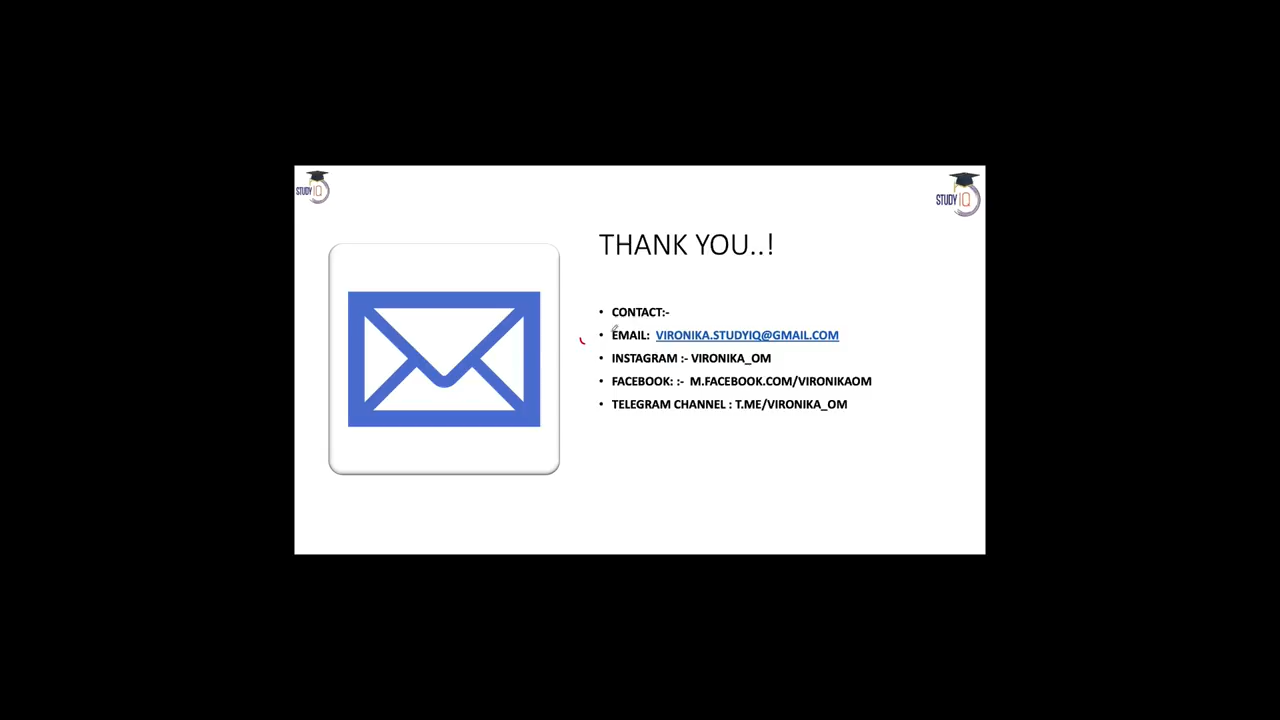 STUDY IQ
STUDY IQ
THANK YOU..!
• CONTACT:-
• EMAIL: VIRONIKA.STUDYIQ@GMAIL.COM
• INSTAGRAM :- VIRONIKA_OM
• FACEBOOK: :- M.FACEBOOK.COM/VIRONIKAOM
• TELEGRAM CHANNEL : T.ME/VIRONIKA_OM